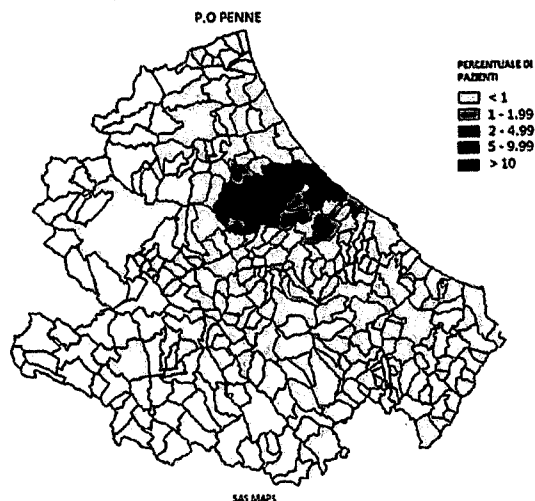 P.O PENNE
PERCENTUALE DI
PAZIENTI
< 1
1 - 1.99
2 - 4.99
5 - 9.99
> 10
SAS MAPS